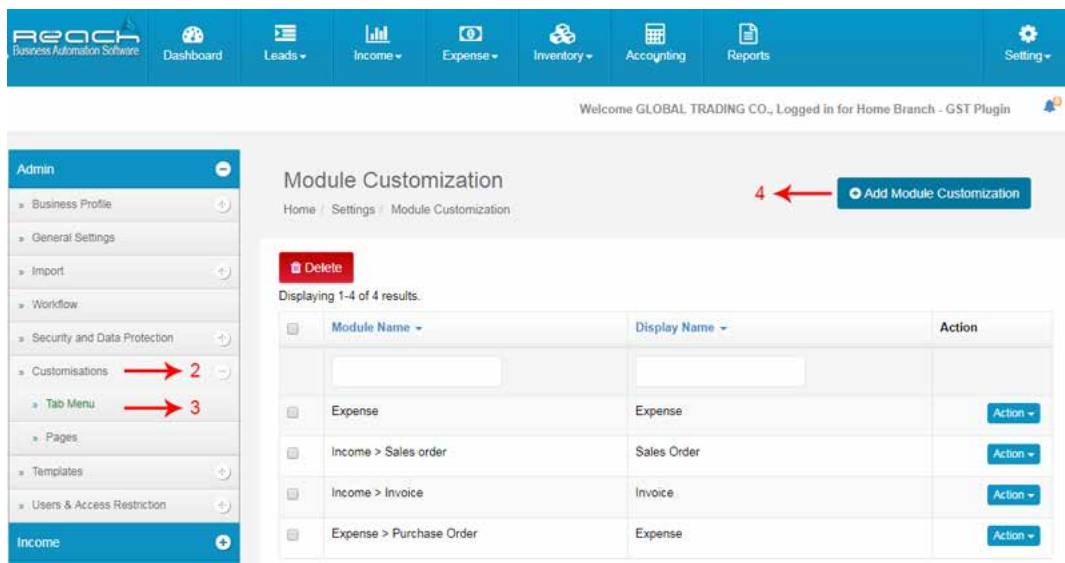 Reach
Business Automation Software
Dashboard
Leads
Income
Expense
Inventory
Accounting
Reports
Setting
Welcome GLOBAL TRADING CO., Logged in for Home Branch - GST Plugin
Admin
» Business Profile
» General Settings
» Import
» Workflow
» Security and Data Protection
» Customisations 2
» Tab Menu 3
» Pages
» Templates
» Users & Access Restriction
Income
Module Customization
Home / Settings / Module Customization
4 Add Module Customization
Delete
Displaying 1-4 of 4 results.
Module Name Display Name Action
Expense Expense Action
Income > Sales order Sales Order Action
Income > Invoice Invoice Action
Expense > Purchase Order Expense Action